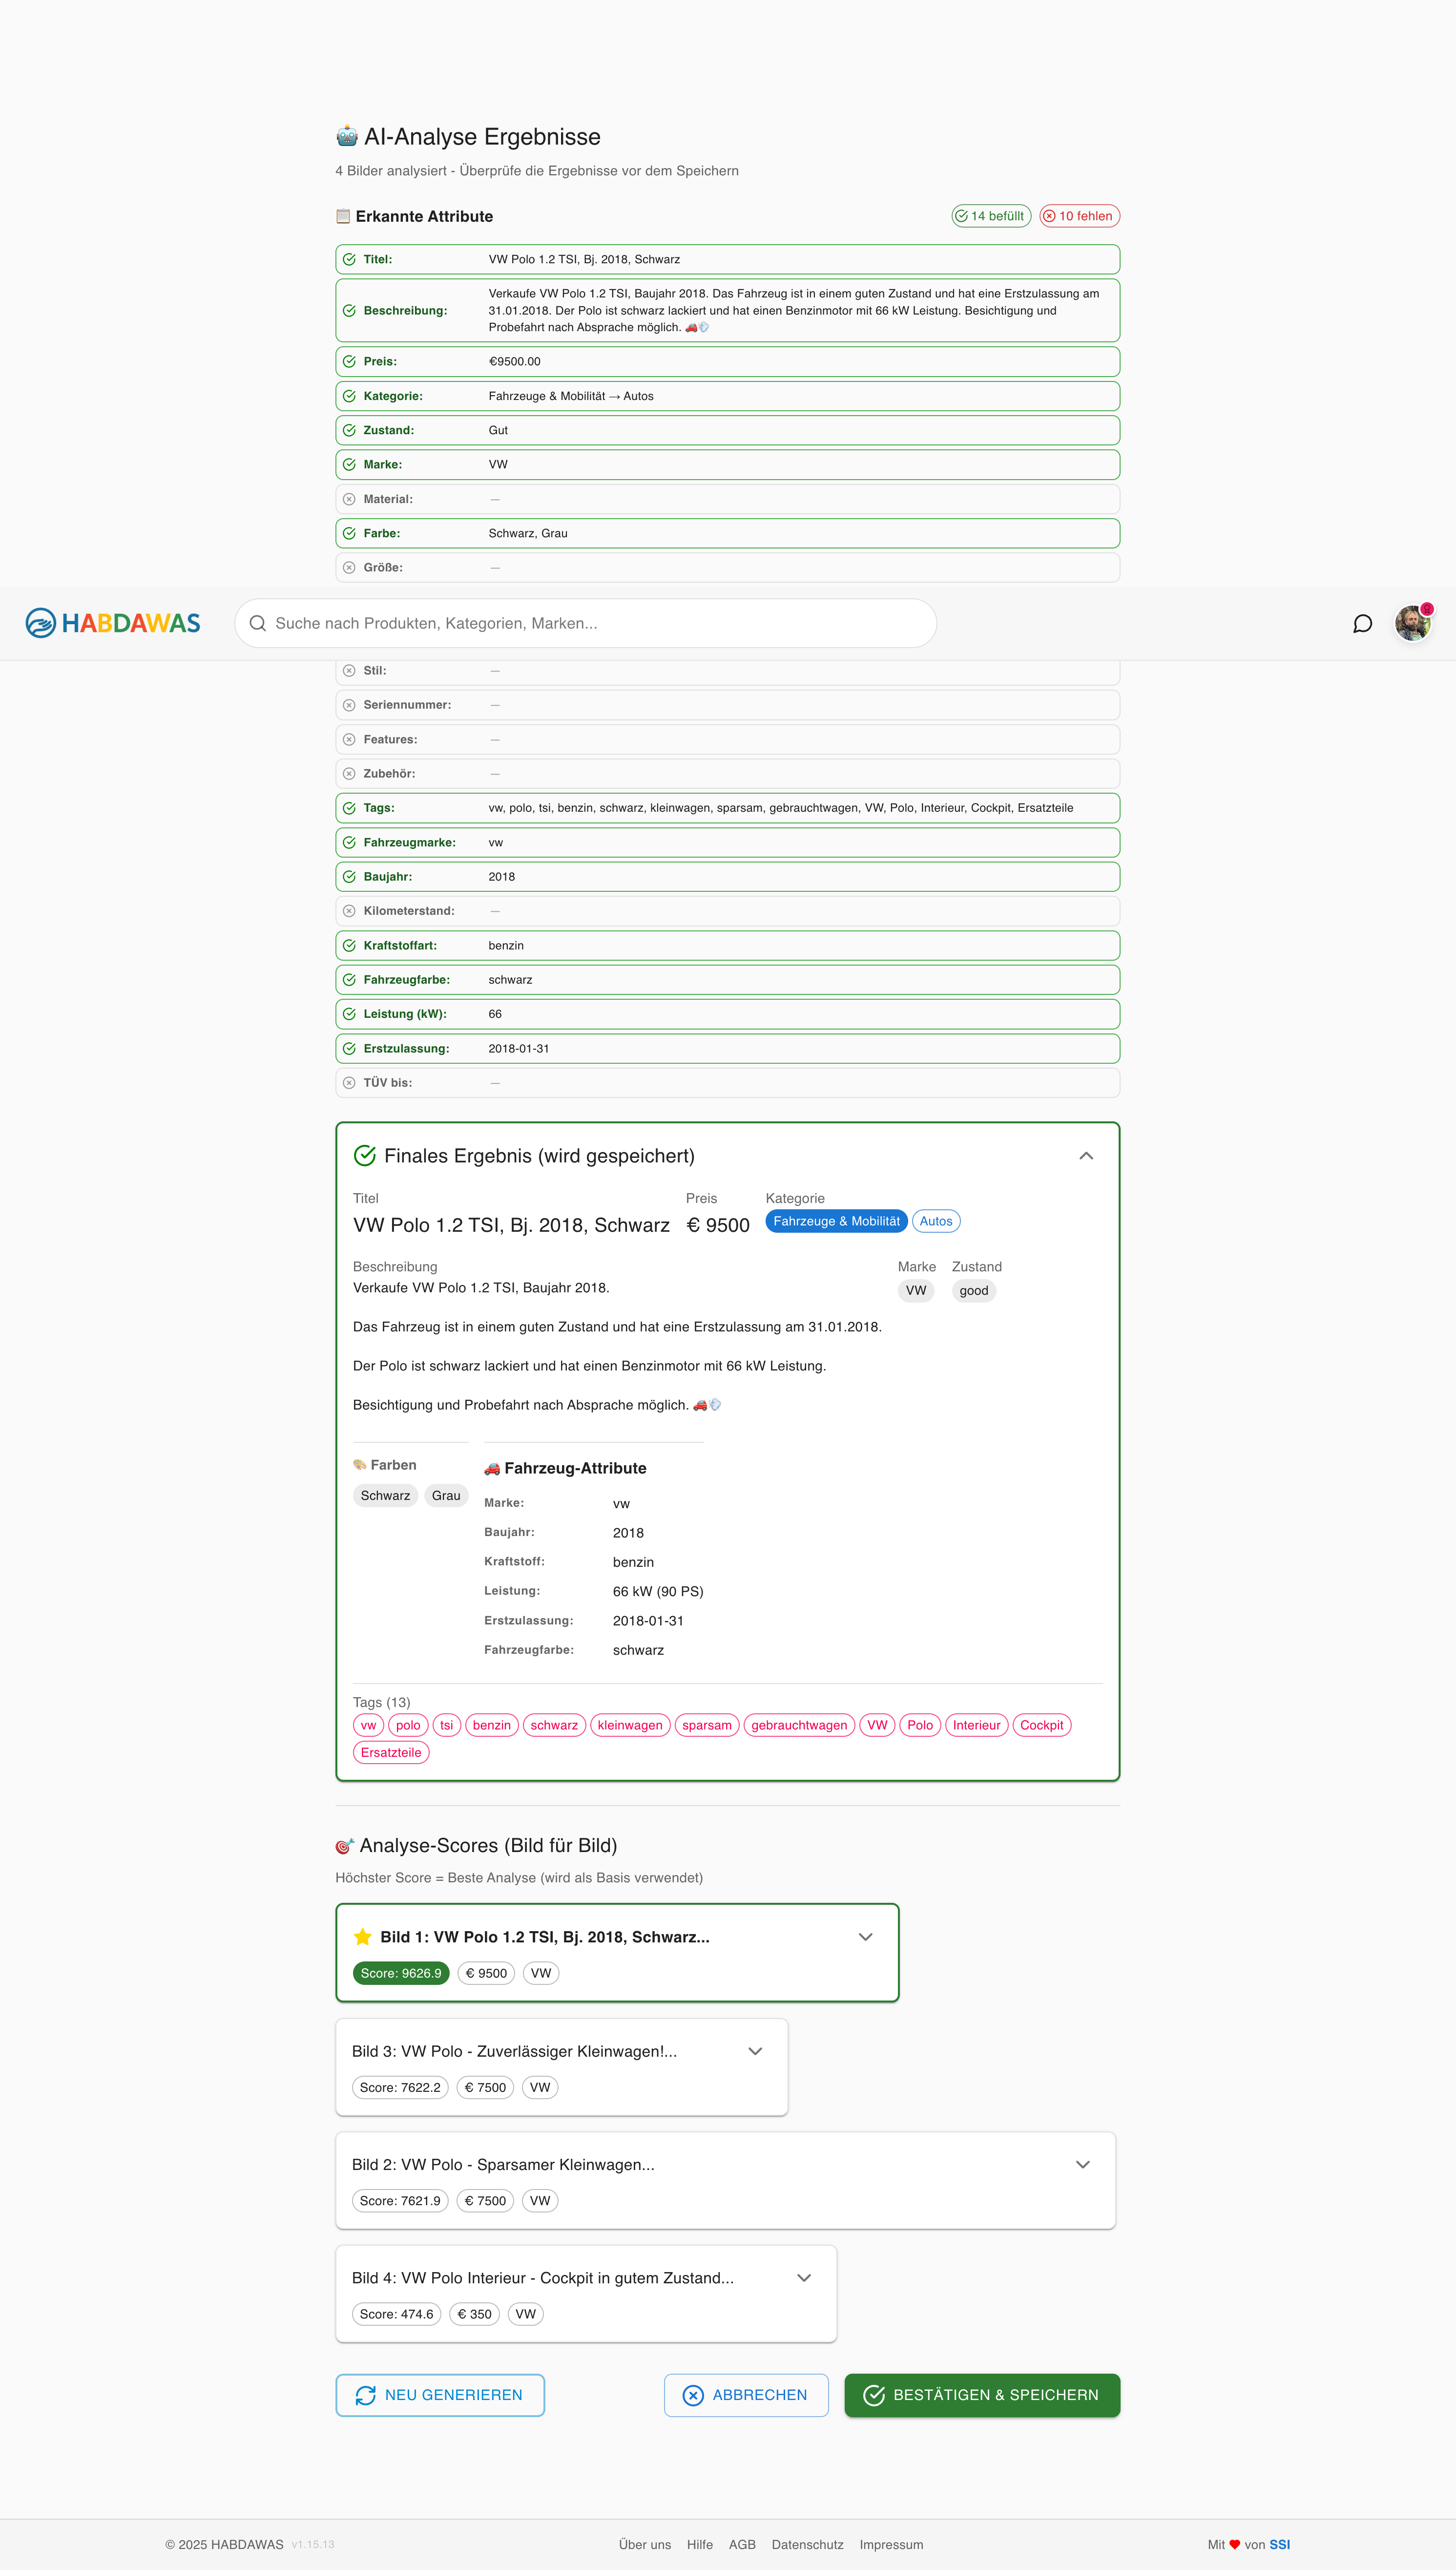 AI-Analyse Ergebnisse
4 Bilder analysiert - Überprüfe die Ergebnisse vor dem Speichern
Erkannte Attribute
14 befüllt
10 fehlen
Titel: VW Polo 1.2 TSI, Bj. 2018, Schwarz
Beschreibung: Verkaufe VW Polo 1.2 TSI, Baujahr 2018. Das Fahrzeug ist in einem guten Zustand und hat eine Erstzulassung am
31.01.2018. Der Polo ist schwarz lackiert und hat einen Benzinmotor mit 66 kW Leistung. Besichtigung und
Probefahrt nach Absprache möglich. 🚗💨
Preis: €9500.00
Kategorie: Fahrzeuge & Mobilität → Autos
Zustand: Gut
Marke: VW
Material: —
Farbe: Schwarz, Grau
Größe: —
HABDAWAS
Suche nach Produkten, Kategorien, Marken...
Stil: —
Seriennummer: —
Features: —
Zubehör: —
Tags: vw, polo, tsi, benzin, schwarz, kleinwagen, sparsam, gebrauchtwagen, VW, Polo, Interieur, Cockpit, Ersatzteile
Fahrzeugmarke: vw
Baujahr: 2018
Kilometerstand: —
Kraftstoffart: benzin
Fahrzeugfarbe: schwarz
Leistung (kW): 66
Erstzulassung: 2018-01-31
TÜV bis: —
Finales Ergebnis (wird gespeichert)
Titel
VW Polo 1.2 TSI, Bj. 2018, Schwarz
Preis
€ 9500
Kategorie
Fahrzeuge & Mobilität Autos
Beschreibung
Verkaufe VW Polo 1.2 TSI, Baujahr 2018.
Das Fahrzeug ist in einem guten Zustand und hat eine Erstzulassung am 31.01.2018.
Der Polo ist schwarz lackiert und hat einen Benzinmotor mit 66 kW Leistung.
Besichtigung und Probefahrt nach Absprache möglich. 🚗💨
Marke
VW
Zustand
good
Farben
Schwarz Grau
Fahrzeug-Attribute
Marke: vw
Baujahr: 2018
Kraftstoff: benzin
Leistung: 66 kW (90 PS)
Erstzulassung: 2018-01-31
Fahrzeugfarbe: schwarz
Tags (13)
vw polo tsi benzin schwarz kleinwagen sparsam gebrauchtwagen VW Polo Interieur Cockpit
Ersatzteile
Analyse-Scores (Bild für Bild)
Höchster Score = Beste Analyse (wird als Basis verwendet)
Bild 1: VW Polo 1.2 TSI, Bj. 2018, Schwarz...
Score: 9626.9 € 9500 VW
Bild 3: VW Polo - Zuverlässiger Kleinwagen!...
Score: 7622.2 € 7500 VW
Bild 2: VW Polo - Sparsamer Kleinwagen...
Score: 7621.9 € 7500 VW
Bild 4: VW Polo Interieur - Cockpit in gutem Zustand...
Score: 474.6 € 350 VW
NEU GENERIEREN
ABBRECHEN
BESTÄTIGEN & SPEICHERN
© 2025 HABDAWAS v1.15.13
Über uns Hilfe AGB Datenschutz Impressum
Mit ❤️ von SSI